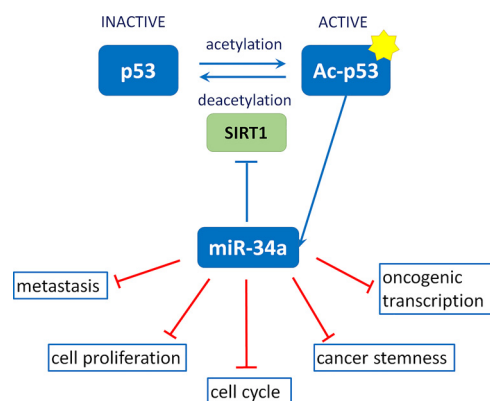 INACTIVE
ACTIVE
acetylation
p53
Ac-p53
deacetylation
SIRT1
miR-34a
metastasis
oncogenic
transcription
cell proliferation
cancer stemness
cell cycle